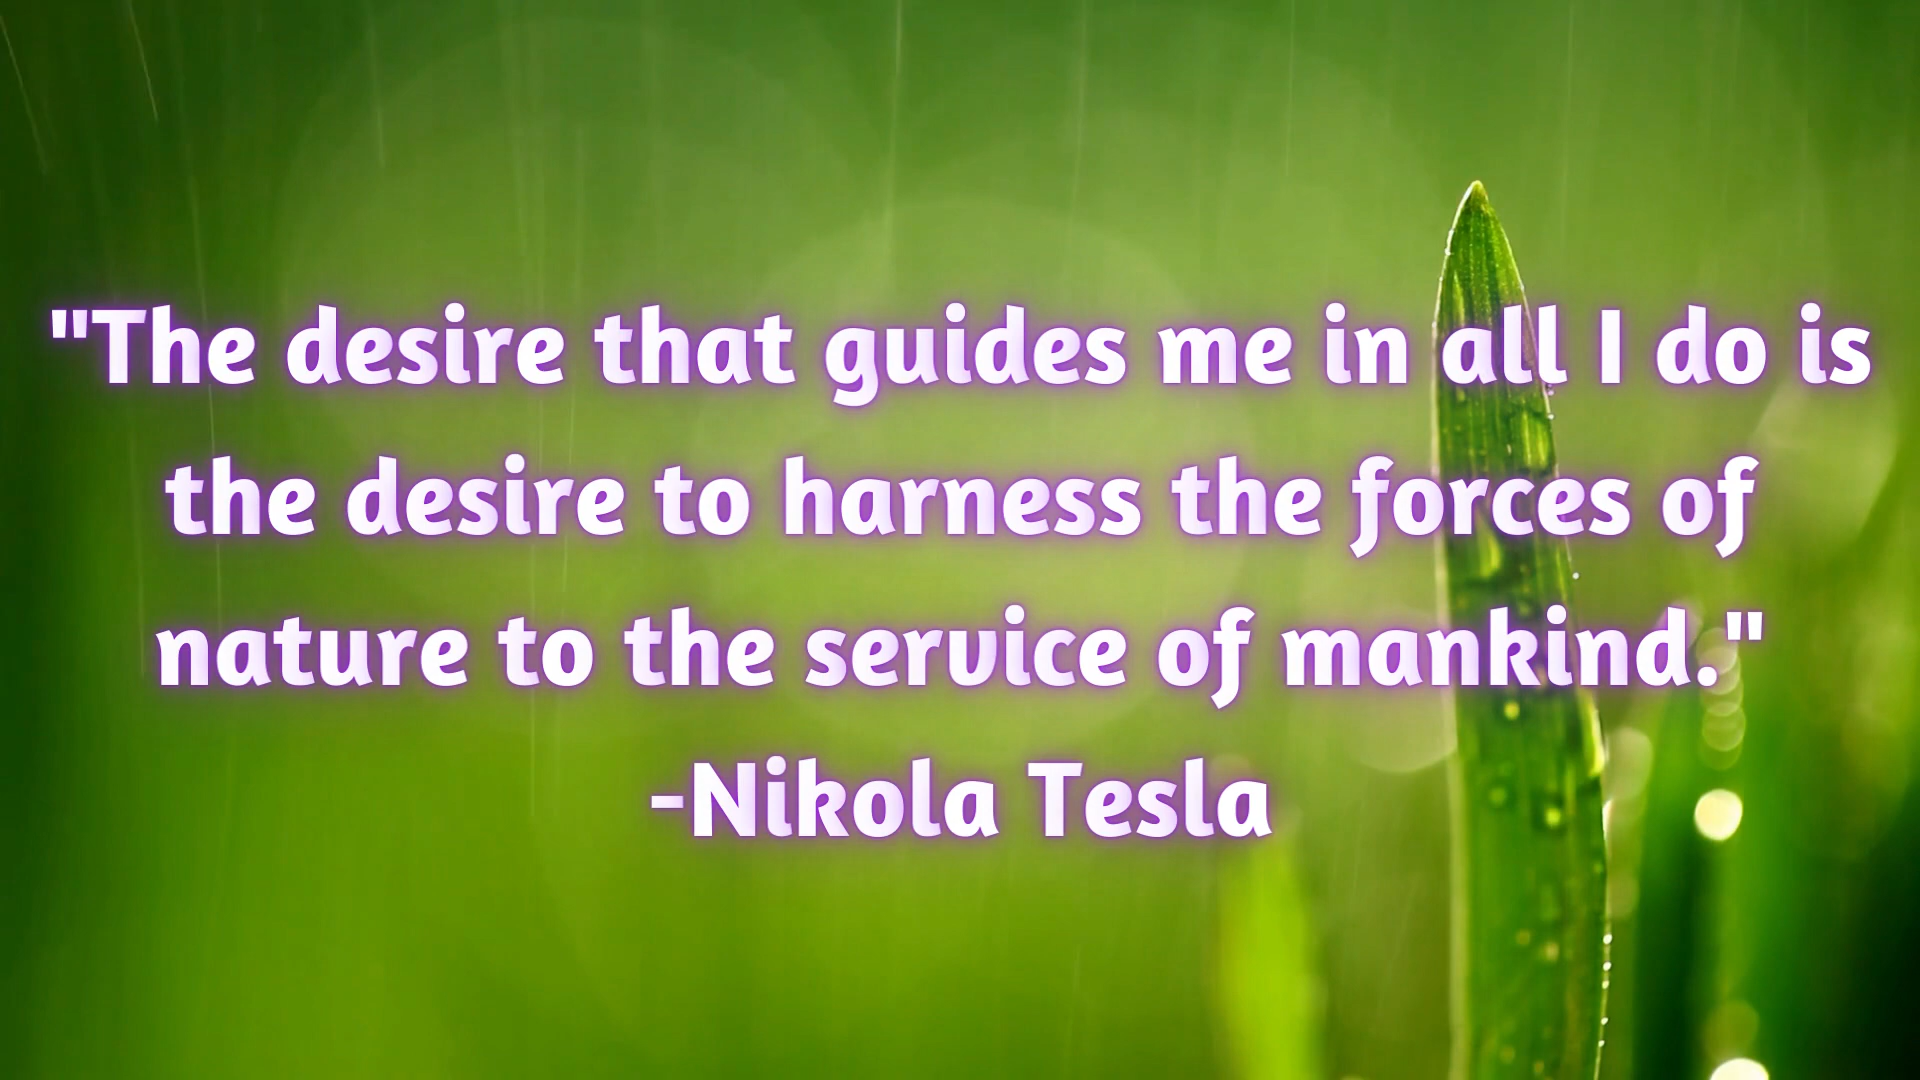 "The desire that guides me in all I do is
the desire to harness the forces of
nature to the service of mankind."
-Nikola Tesla